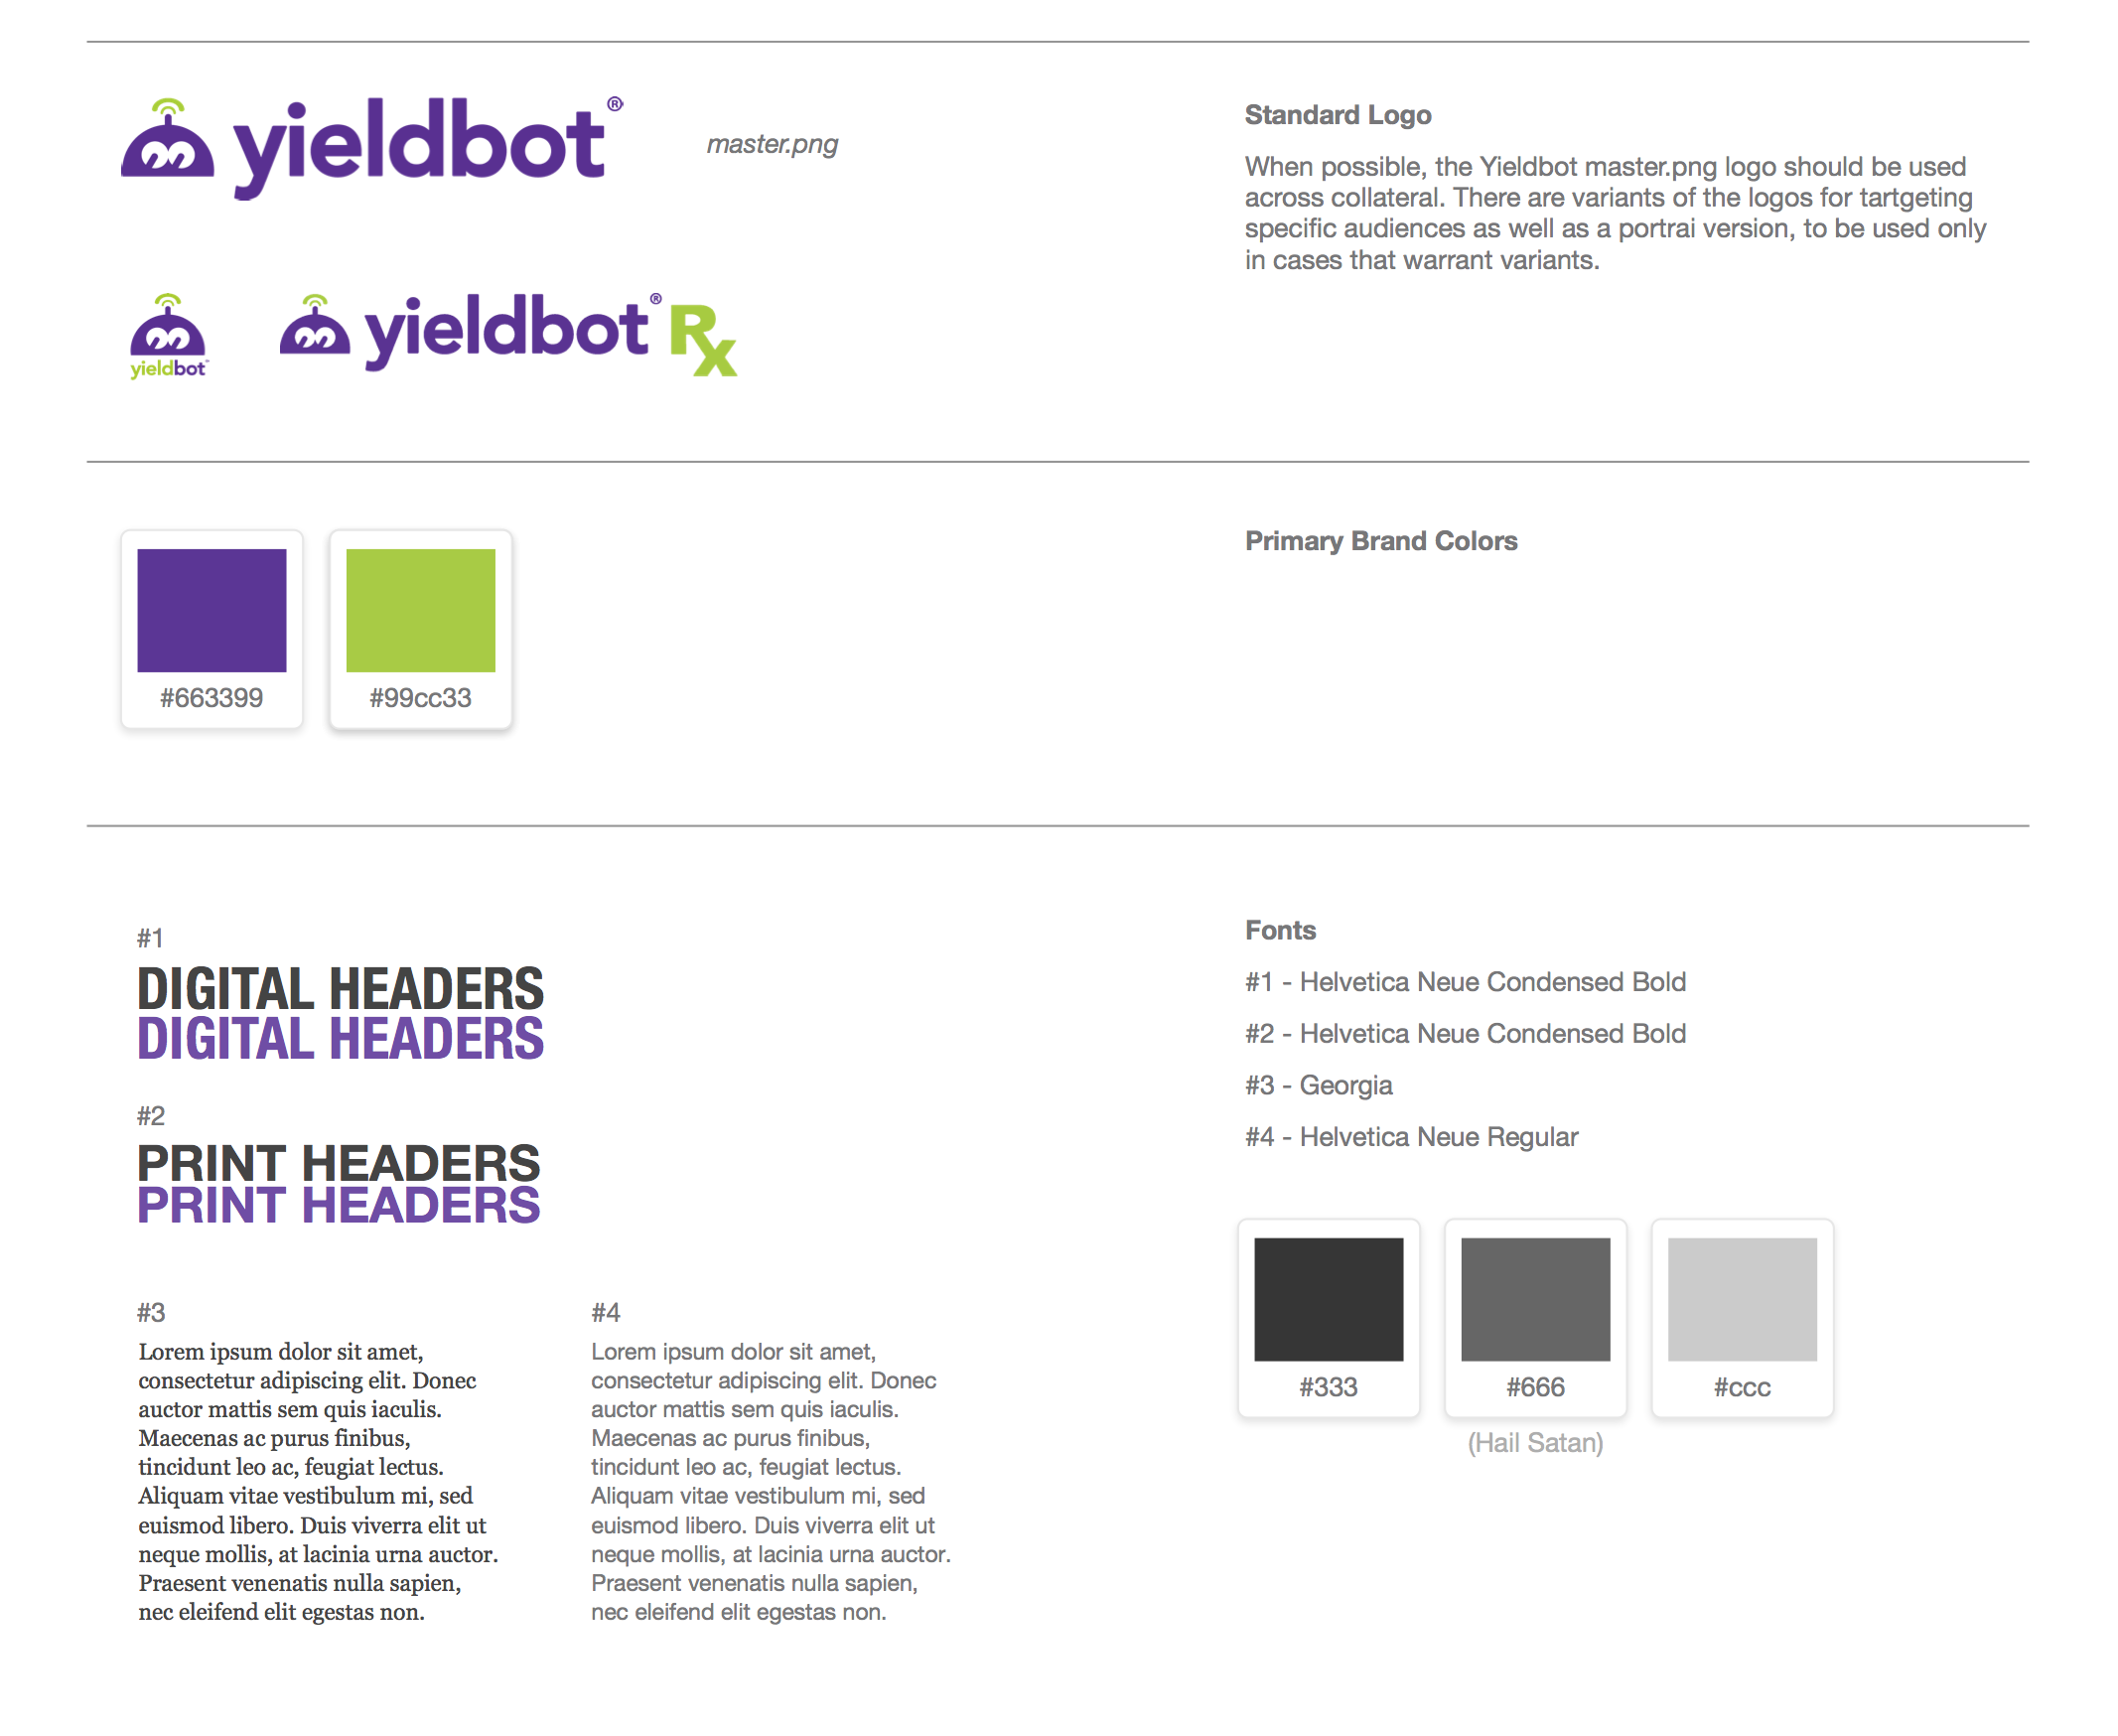 yieldbot®
master.png
Standard Logo
When possible, the Yieldbot master.png logo should be used
across collateral. There are variants of the logos for tartgeting
specific audiences as well as a portrai version, to be used only
in cases that warrant variants.
yieldbot™
yieldbot® Rx
Primary Brand Colors
#663399
#99cc33
#1
DIGITAL HEADERS
DIGITAL HEADERS
#2
PRINT HEADERS
PRINT HEADERS
#3
Lorem ipsum dolor sit amet,
consectetur adipiscing elit. Donec
auctor mattis sem quis iaculis.
Maecenas ac purus finibus,
tincidunt leo ac, feugiat lectus.
Aliquam vitae vestibulum mi, sed
euismod libero. Duis viverra elit ut
neque mollis, at lacinia urna auctor.
Praesent venenatis nulla sapien,
nec eleifend elit egestas non.
#4
Lorem ipsum dolor sit amet,
consectetur adipiscing elit. Donec
auctor mattis sem quis iaculis.
Maecenas ac purus finibus,
tincidunt leo ac, feugiat lectus.
Aliquam vitae vestibulum mi, sed
euismod libero. Duis viverra elit ut
neque mollis, at lacinia urna auctor.
Praesent venenatis nulla sapien,
nec eleifend elit egestas non.
Fonts
#1 - Helvetica Neue Condensed Bold
#2 - Helvetica Neue Condensed Bold
#3 - Georgia
#4 - Helvetica Neue Regular
#333
#666
#ccc
(Hail Satan)